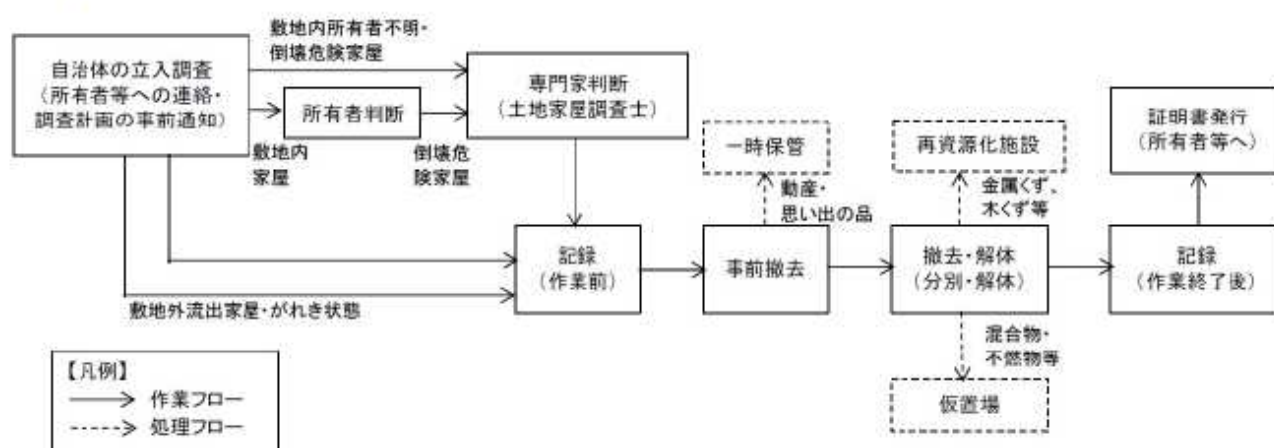 敷地内所有者不明・
倒壊危険家屋
自治体の立入調査
(所有者等への連絡・
調査計画の事前通知)
所有者判断
専門家判断
(土地家屋調査士)
敷地内
家屋
倒壊危
険家屋
一時保管
再資源化施設
証明書発行
(所有者等へ)
動産・
思い出の品
金属くず、
木くず等
記録
(作業前)
事前撤去
撤去・解体
(分別・解体)
記録
(作業終了後)
敷地外流出家屋・がれき状態
混合物・
不燃物等
仮置場
【凡例】
作業フロー
処理フロー